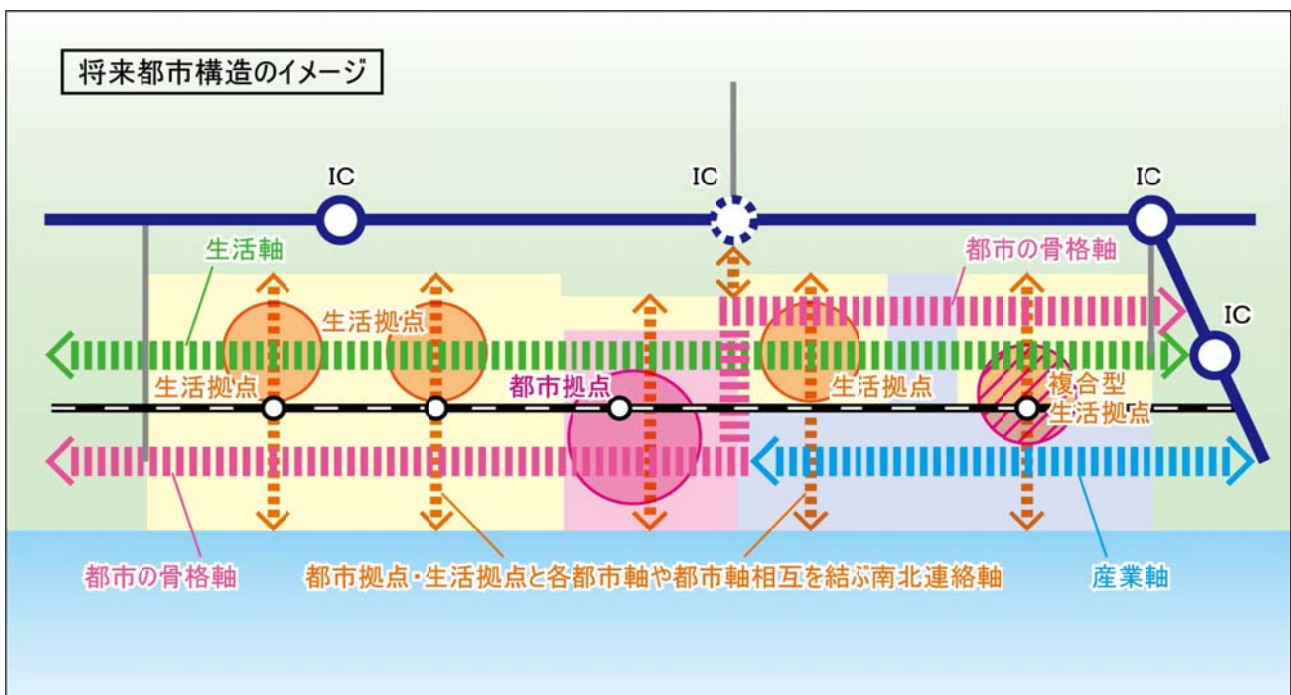 将来都市構造のイメージ
IC
IC
IC
生活軸
都市の骨格軸
IC
生活拠点
生活拠点
都市拠点
生活拠点
複合型
生活拠点
都市の骨格軸
都市拠点・生活拠点と各都市軸や都市軸相互を結ぶ南北連絡軸
産業軸